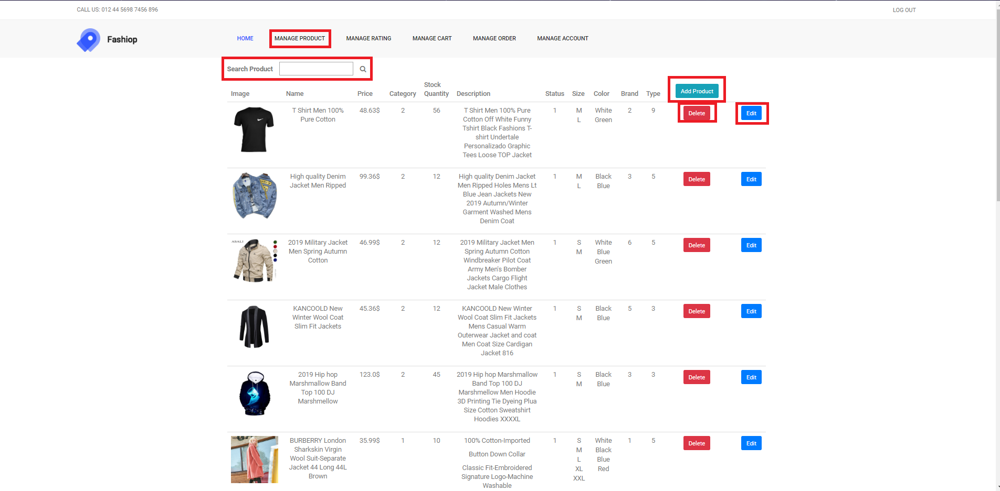 CALL US: 012 44 5698 7456 896
LOG OUT
Fashiop
HOME
MANAGE PRODUCT
MANAGE RATING
MANAGE CART
MANAGE ORDER
MANAGE ACCOUNT
Search Product
Image
Name
Price
Category
Stock
Quantity
Description
Status
Size
Color
Brand
Type
Add Product
T Shirt Men 100%
Pure Cotton
48.63$
2
56
T Shirt Men 100% Pure
Cotton Off White Funny
Tshirt Black Fashions T-
shirt Undertale
Personalizado Graphic
Tees Loose TOP Jacket
1
M
L
White
Green
2
9
Delete
Edit
High quality Denim
Jacket Men Ripped
99.36$
2
12
High quality Denim Jacket
Men Ripped Holes Mens Lt
Blue Jean Jackets New
2019 Autumn/Winter
Garment Washed Mens
Denim Coat
1
M
L
Black
Blue
3
5
Delete
Edit
ASALI
2019 Military Jacket
Men Spring Autumn
Cotton
46.99$
2
12
2019 Military Jacket Men
Spring Autumn Cotton
Windbreaker Pilot Coat
Army Men's Bomber
Jackets Cargo Flight
Jacket Male Clothes
1
S
M
White
Blue
Green
6
5
Delete
Edit
KANCOOLD New
Winter Wool Coat
Slim Fit Jackets
45.36$
2
12
KANCOOLD New Winter
Wool Coat Slim Fit Jackets
Mens Casual Warm
Outerwear Jacket and coat
Men Coat Size Cardigan
Jacket 816
1
S
M
Black
Blue
5
3
Delete
Edit
2019 Hip hop
Marshmallow Band
Top 100 DJ
Marshmellow
123.0$
2
45
2019 Hip hop Marshmallow
Band Top 100 DJ
Marshmellow Men Hoodie
3D Printing Tie Dyeing Plua
Size Cotton Sweatshirt
Hoodies XXXXL
1
S
M
Black
Blue
3
3
Delete
Edit
BURBERRY London
Sharkskin Virgin
Wool Suit-Separate
Jacket 44 Long 44L
Brown
35.99$
1
10
100% Cotton-Imported
Button Down Collar
Classic Fit-Embroidered
Signature Logo-Machine
Washable
1
S
M
L
XL
XXL
White
Black
Blue
Red
1
5
Delete
Edit